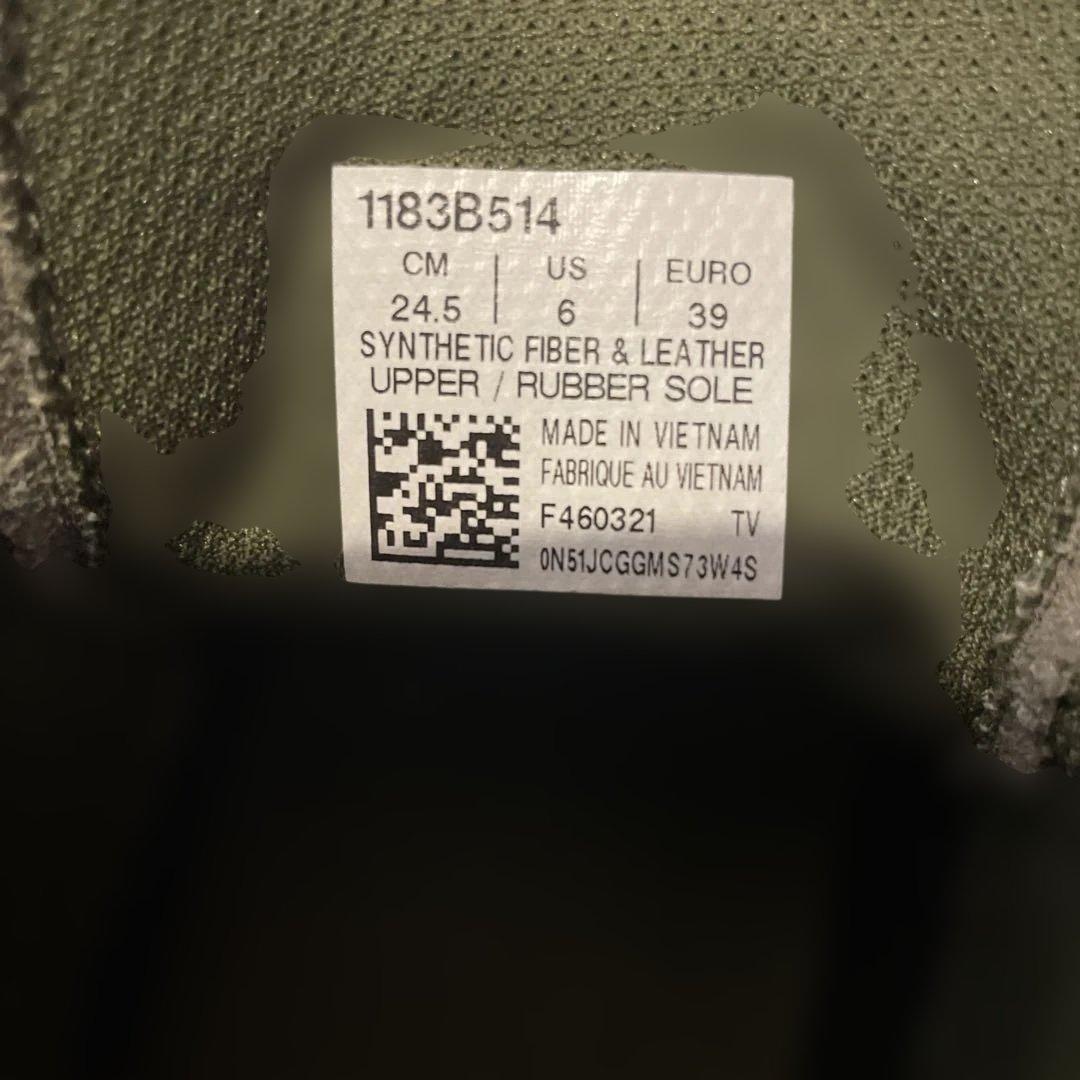 1183B514
CM | US | EURO
24.5 | 6 | 39
SYNTHETIC FIBER & LEATHER
UPPER / RUBBER SOLE
MADE IN VIETNAM
FABRIQUE AU VIETNAM
F460321 TV
0N51JCGGMS73W4S